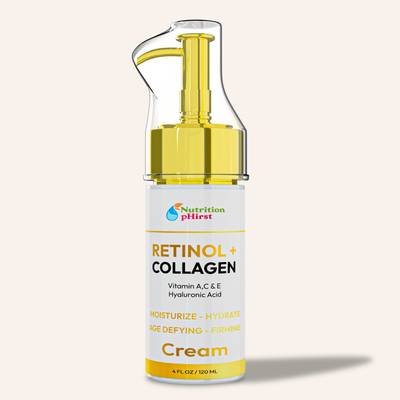 Nutrition
pHirst
RETINOL +
COLLAGEN
Vitamin A,C & E
Hyaluronic Acid
MOISTURIZE - HYDRATE
AGE DEFYING - FIRMING
Cream
4 FL OZ / 120 ML